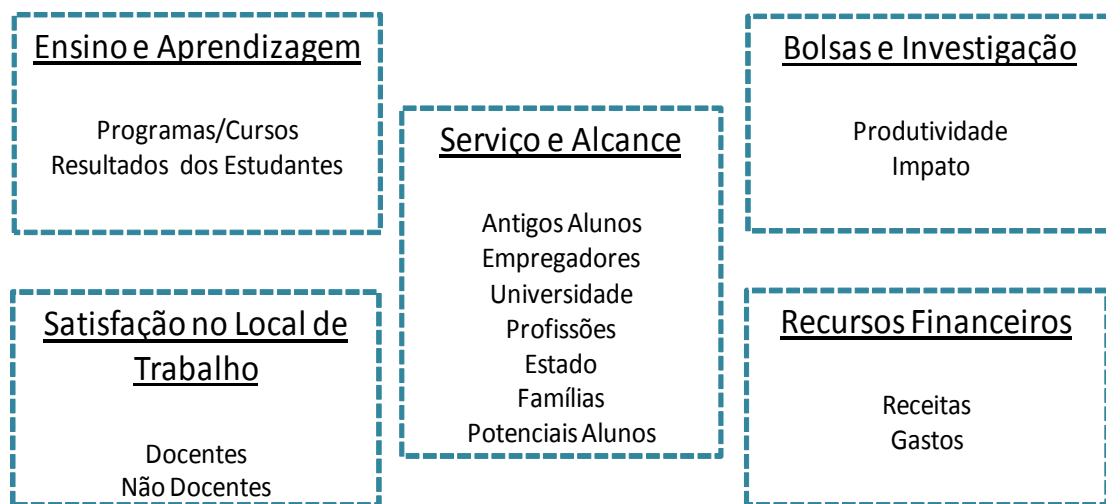 Ensino e Aprendizagem
Programas/Cursos
Resultados dos Estudantes
Satisfação no Local de
Trabalho
Docentes
Não Docentes
Serviço e Alcance
Antigos Alunos
Empregadores
Universidade
Profissões
Estado
Famílias
Potenciais Alunos
Bolsas e Investigação
Produtividade
Impato
Recursos Financeiros
Receitas
Gastos